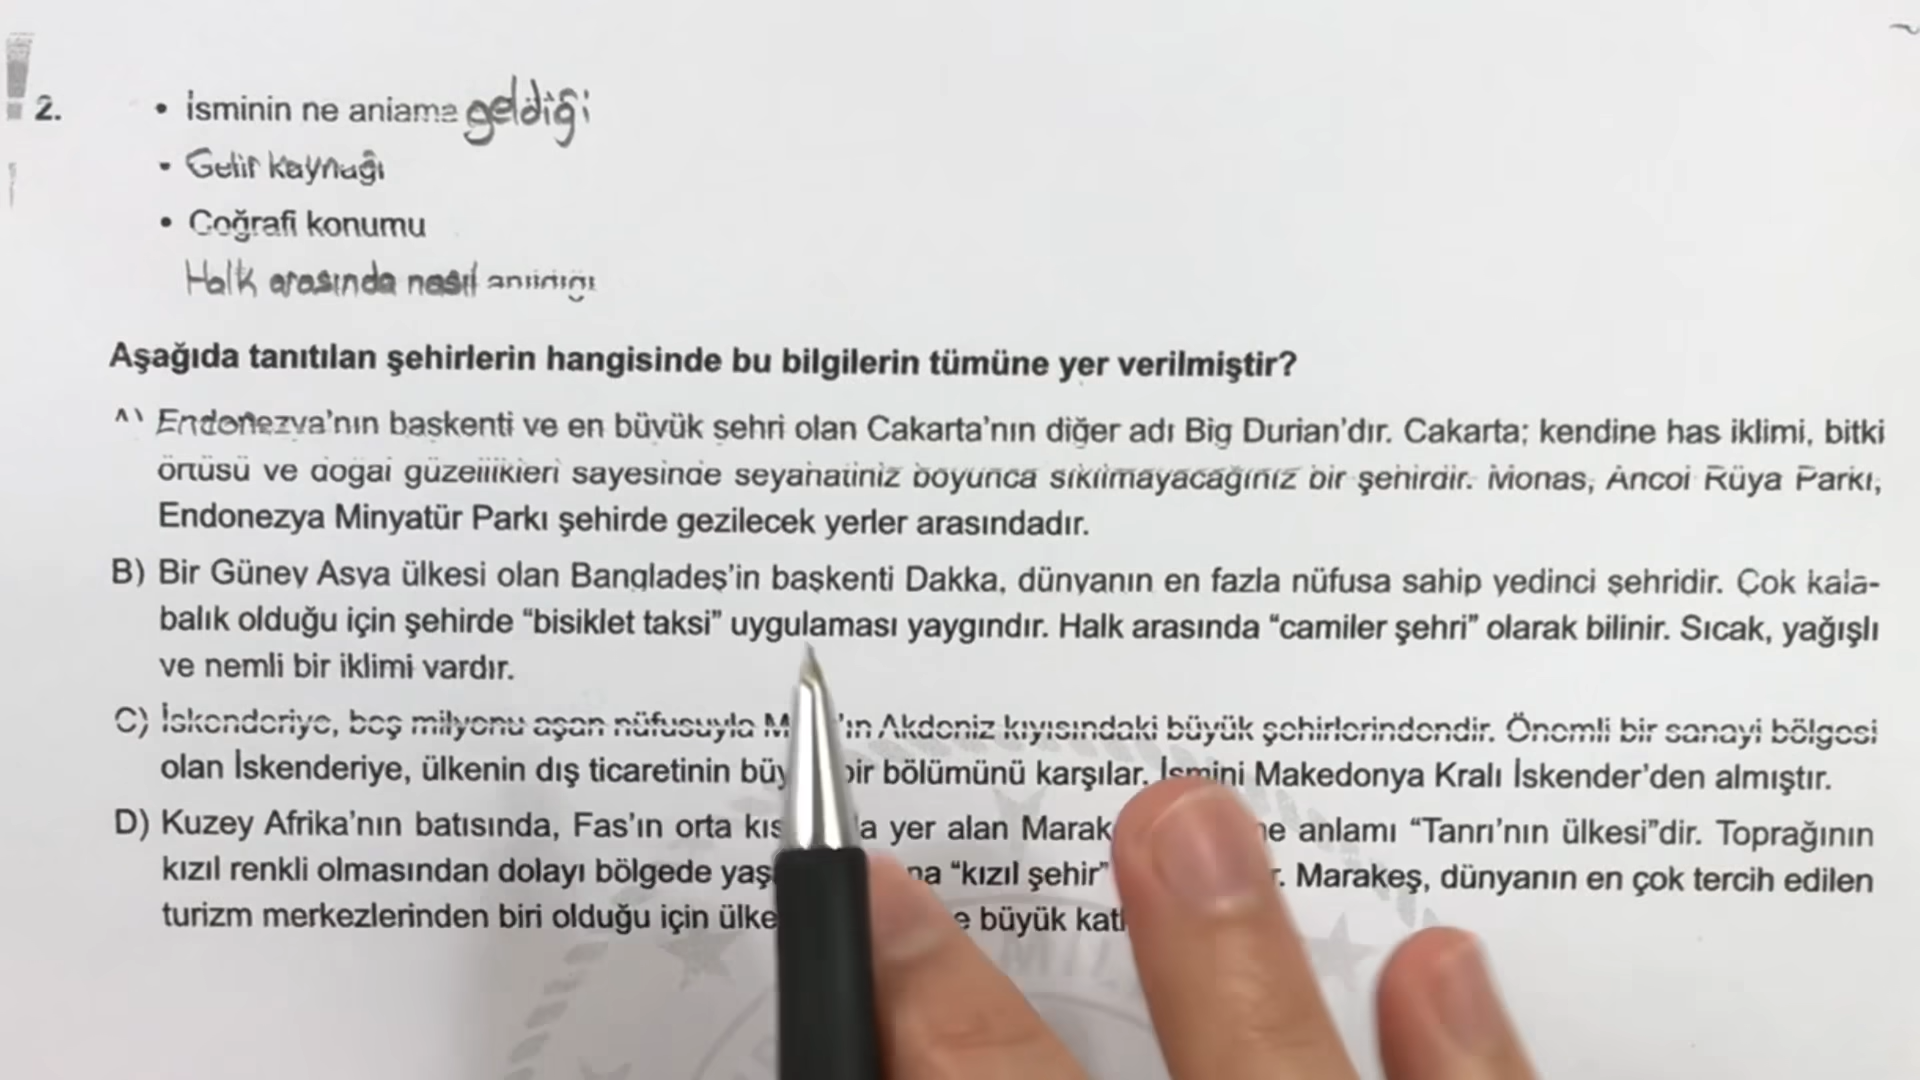 2. • İsminin ne anlama geldiği
• Gelir kaynağı
• Coğrafi konumu
Halk arasında nasıl anıldığı
Aşağıda tanıtılan şehirlerin hangisinde bu bilgilerin tümüne yer verilmiştir?
A) Endonezya’nın başkenti ve en büyük şehri olan Cakarta’nın diğer adı Big Durian’dır. Cakarta; kendine has iklimi, bitki
örtüsü ve doğal güzellikleri sayesinde seyahatiniz boyunca sıkılmayacağınız bir şehirdir. Monas, Ancol Rüya Parkı,
Endonezya Minyatür Parkı şehirde gezilecek yerler arasındadır.
B) Bir Güney Asya ülkesi olan Bangladeş’in başkenti Dakka, dünyanın en fazla nüfusa sahip yedinci şehridir. Çok kala-
balık olduğu için şehirde “bisiklet taksi” uygulaması yaygındır. Halk arasında “camiler şehri” olarak bilinir. Sıcak, yağışlı
ve nemli bir iklimi vardır.
C) İskenderiye, beş milyonu aşan nüfusuyla Akdeniz kıyısındaki büyük şehirlerindendir. Önemli bir sanayi bölgesi
olan İskenderiye, ülkenin dış ticaretinin bir bölümünü karşılar. İsmini Makedonya Kralı İskender’den almıştır.
D) Kuzey Afrika’nın batısında, Fas’ın orta yer alan anlamı “Tanrı’nın ülkesi”dir. Toprağının
kızıl renkli olmasından dolayı bölgede “kızıl şehir” Marakeş, dünyanın en çok tercih edilen
turizm merkezlerinden biri olduğu için büyük